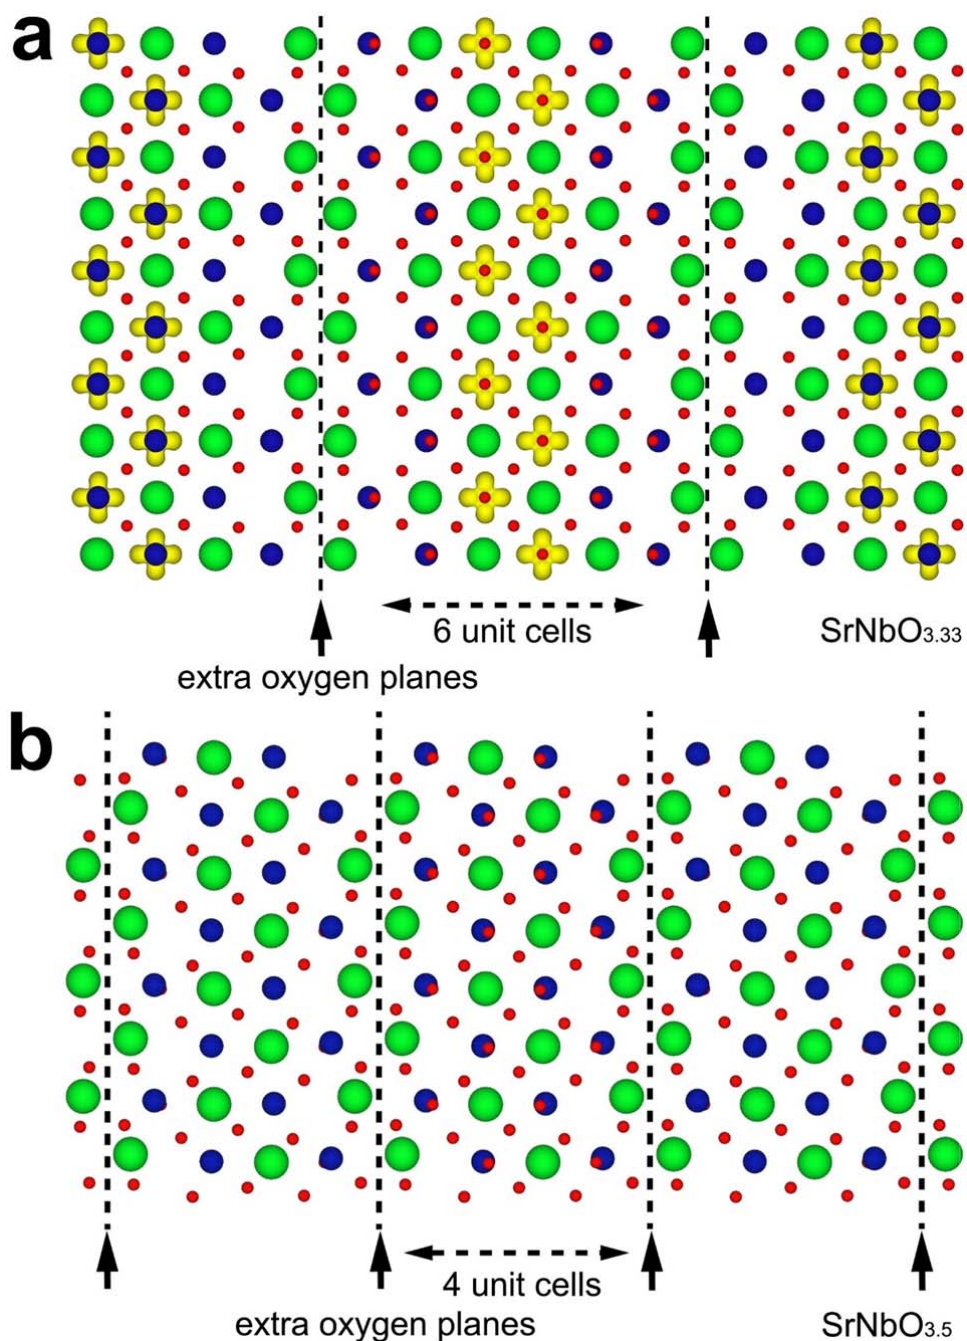 a
6 unit cells
SrNbO3.33
extra oxygen planes
b
4 unit cells
extra oxygen planes
SrNbO3.5